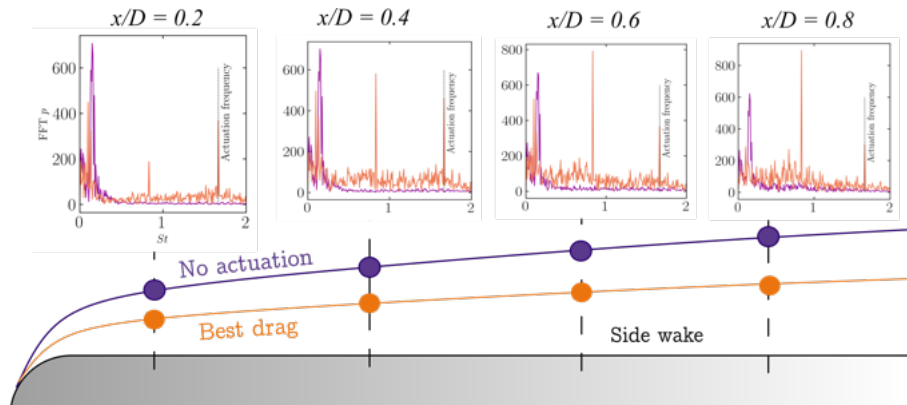 x/D = 0.2
x/D = 0.4
x/D = 0.6
x/D = 0.8
FFT p
600
400
200
0
0
1
2
St
Actuation frequency
600
400
200
0
0
1
2
Actuation frequency
800
600
400
200
0
0
1
2
Actuation frequency
800
600
400
200
0
0
1
2
Actuation frequency
No actuation
Best drag
Side wake